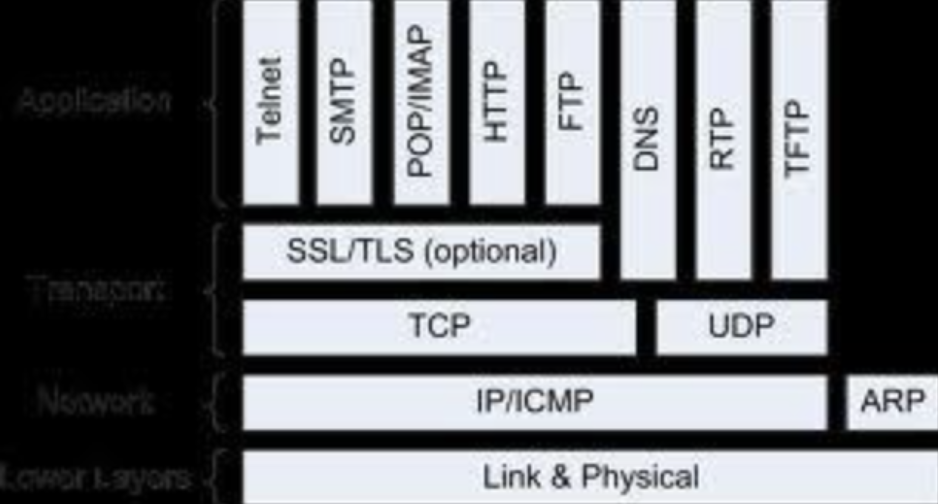 Application
Telnet
SMTP
POP/IMAP
HTTP
FTP
DNS
RTP
TFTP
SSL/TLS (optional)
Transport
TCP
UDP
Network
IP/ICMP
ARP
Lower Layers
Link & Physical